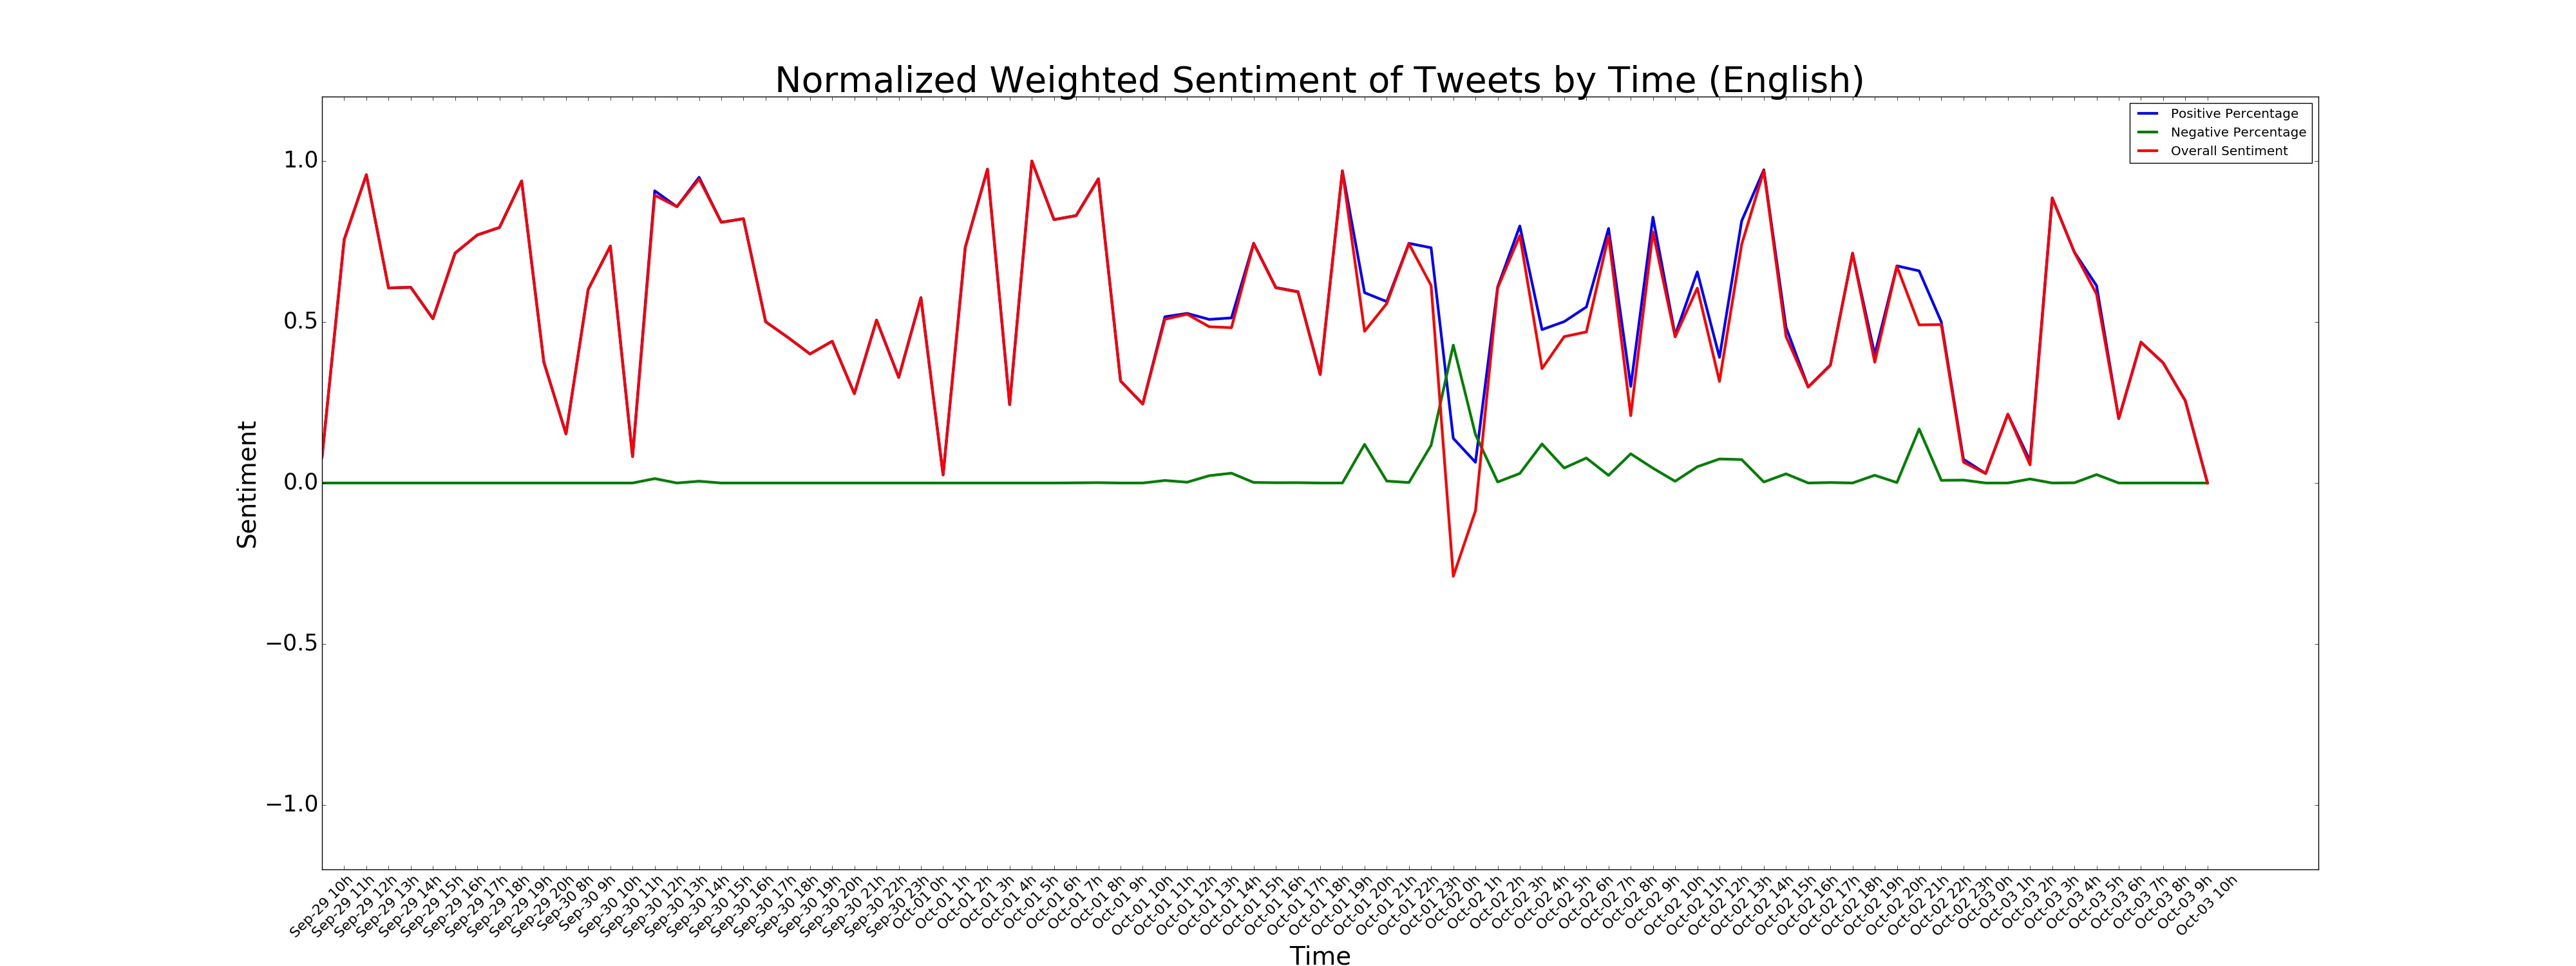 Normalized Weighted Sentiment of Tweets by Time (English)
Positive Percentage
Negative Percentage
Overall Sentiment
1.0
0.5
0.0
−0.5
−1.0
Sentiment
Sep-29 10h
Sep-29 11h
Sep-29 12h
Sep-29 13h
Sep-29 14h
Sep-29 15h
Sep-29 16h
Sep-29 17h
Sep-29 18h
Sep-29 19h
Sep-29 20h
Sep-30 8h
Sep-30 9h
Sep-30 10h
Sep-30 11h
Sep-30 12h
Sep-30 13h
Sep-30 14h
Sep-30 15h
Sep-30 16h
Sep-30 17h
Sep-30 18h
Sep-30 19h
Sep-30 20h
Sep-30 21h
Sep-30 22h
Sep-30 23h
Oct-01 0h
Oct-01 1h
Oct-01 2h
Oct-01 3h
Oct-01 4h
Oct-01 5h
Oct-01 6h
Oct-01 7h
Oct-01 8h
Oct-01 9h
Oct-01 10h
Oct-01 11h
Oct-01 12h
Oct-01 13h
Oct-01 14h
Oct-01 15h
Oct-01 16h
Oct-01 17h
Oct-01 18h
Oct-01 19h
Oct-01 20h
Oct-01 21h
Oct-01 22h
Oct-01 23h
Oct-02 0h
Oct-02 1h
Oct-02 2h
Oct-02 3h
Oct-02 4h
Oct-02 5h
Oct-02 6h
Oct-02 7h
Oct-02 8h
Oct-02 9h
Oct-02 10h
Oct-02 11h
Oct-02 12h
Oct-02 13h
Oct-02 14h
Oct-02 15h
Oct-02 16h
Oct-02 17h
Oct-02 18h
Oct-02 19h
Oct-02 20h
Oct-02 21h
Oct-02 22h
Oct-02 23h
Oct-03 0h
Oct-03 1h
Oct-03 2h
Oct-03 3h
Oct-03 4h
Oct-03 5h
Oct-03 6h
Oct-03 7h
Oct-03 8h
Oct-03 9h
Oct-03 10h
Time